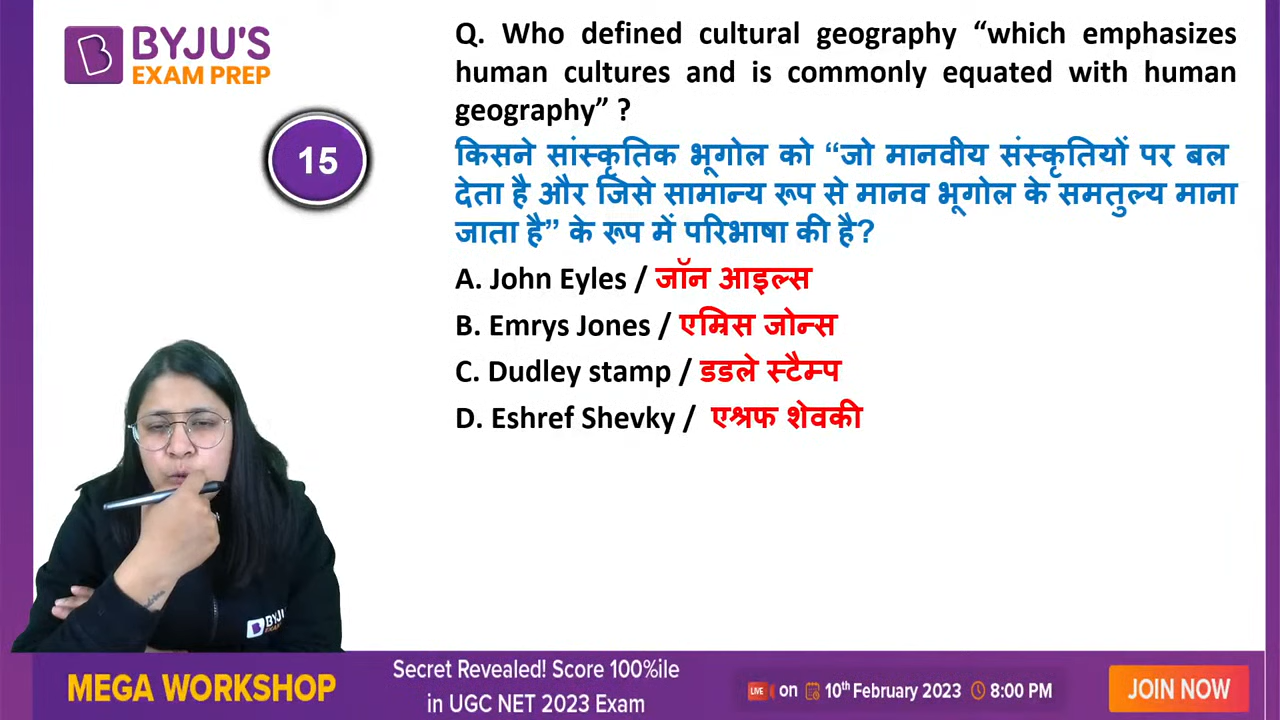 BYJU'S
EXAM PREP
15
Q. Who defined cultural geography “which emphasizes
human cultures and is commonly equated with human
geography” ?
किसने सांस्कृतिक भूगोल को “जो मानवीय संस्कृतियों पर बल
देता है और जिसे सामान्य रूप से मानव भूगोल के समतुल्य माना
जाता है” के रूप में परिभाषा की है?
A. John Eyles / जॉन आइल्स
B. Emrys Jones / एम्रिस जोन्स
C. Dudley stamp / डडले स्टैम्प
D. Eshref Shevky / एश्रफ शेवकी
MEGA WORKSHOP
Secret Revealed! Score 100%ile
in UGC NET 2023 Exam
LIVE on 10th February 2023 8:00 PM
JOIN NOW